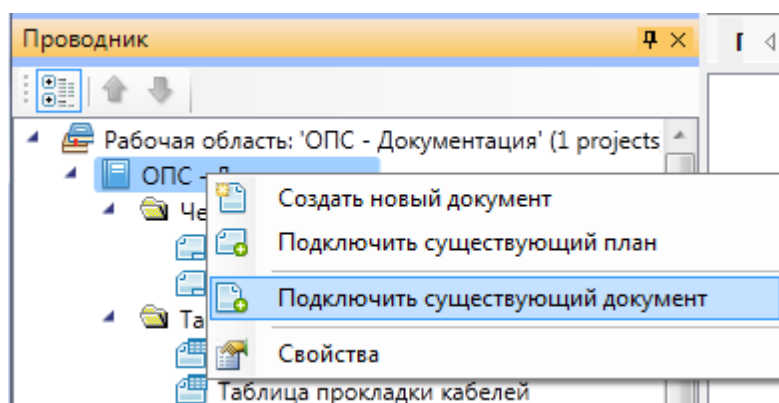 Проводник
Рабочая область: 'ОПС - Документация' (1 projects
ОПС -
Создать новый документ
Подключить существующий план
Подключить существующий документ
Та
Свойства
Таблица прокладки кабелей